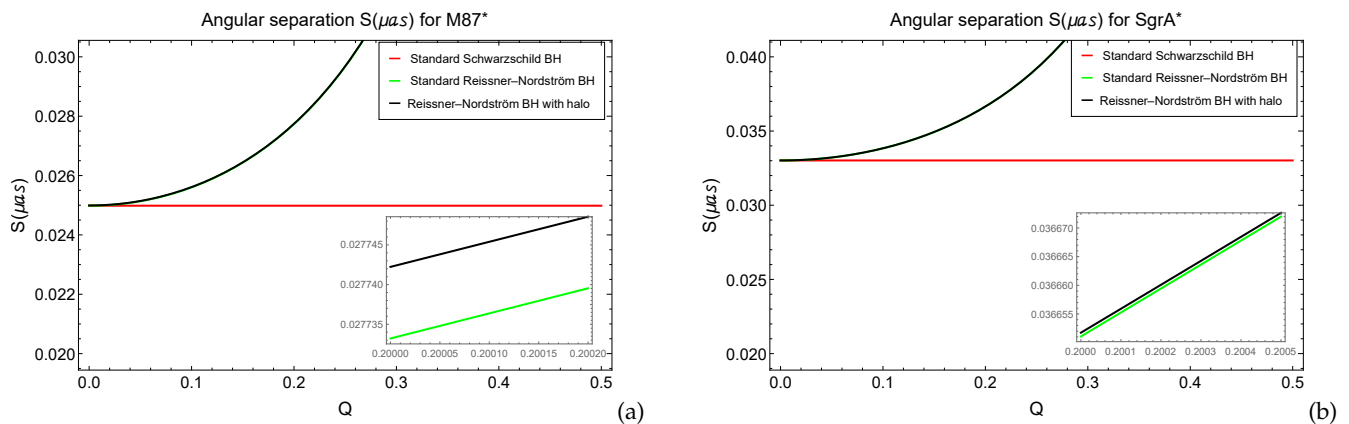 Angular separation S(μas) for M87*
S(μas)
0.030
0.028
0.026
0.024
0.022
0.020
Standard Schwarzschild BH
Standard Reissner–Nordström BH
Reissner–Nordström BH with halo
0.027745
0.027740
0.027735
0.20000 0.20005 0.20010 0.20015 0.20020
0.0 0.1 0.2 0.3 0.4 0.5
Q
(a)
Angular separation S(μas) for SgrA*
S(μas)
0.040
0.035
0.030
0.025
0.020
Standard Schwarzschild BH
Standard Reissner–Nordström BH
Reissner–Nordström BH with halo
0.036670
0.036665
0.036660
0.036655
0.2000 0.2001 0.2002 0.2003 0.2004 0.2005
0.0 0.1 0.2 0.3 0.4 0.5
Q
(b)